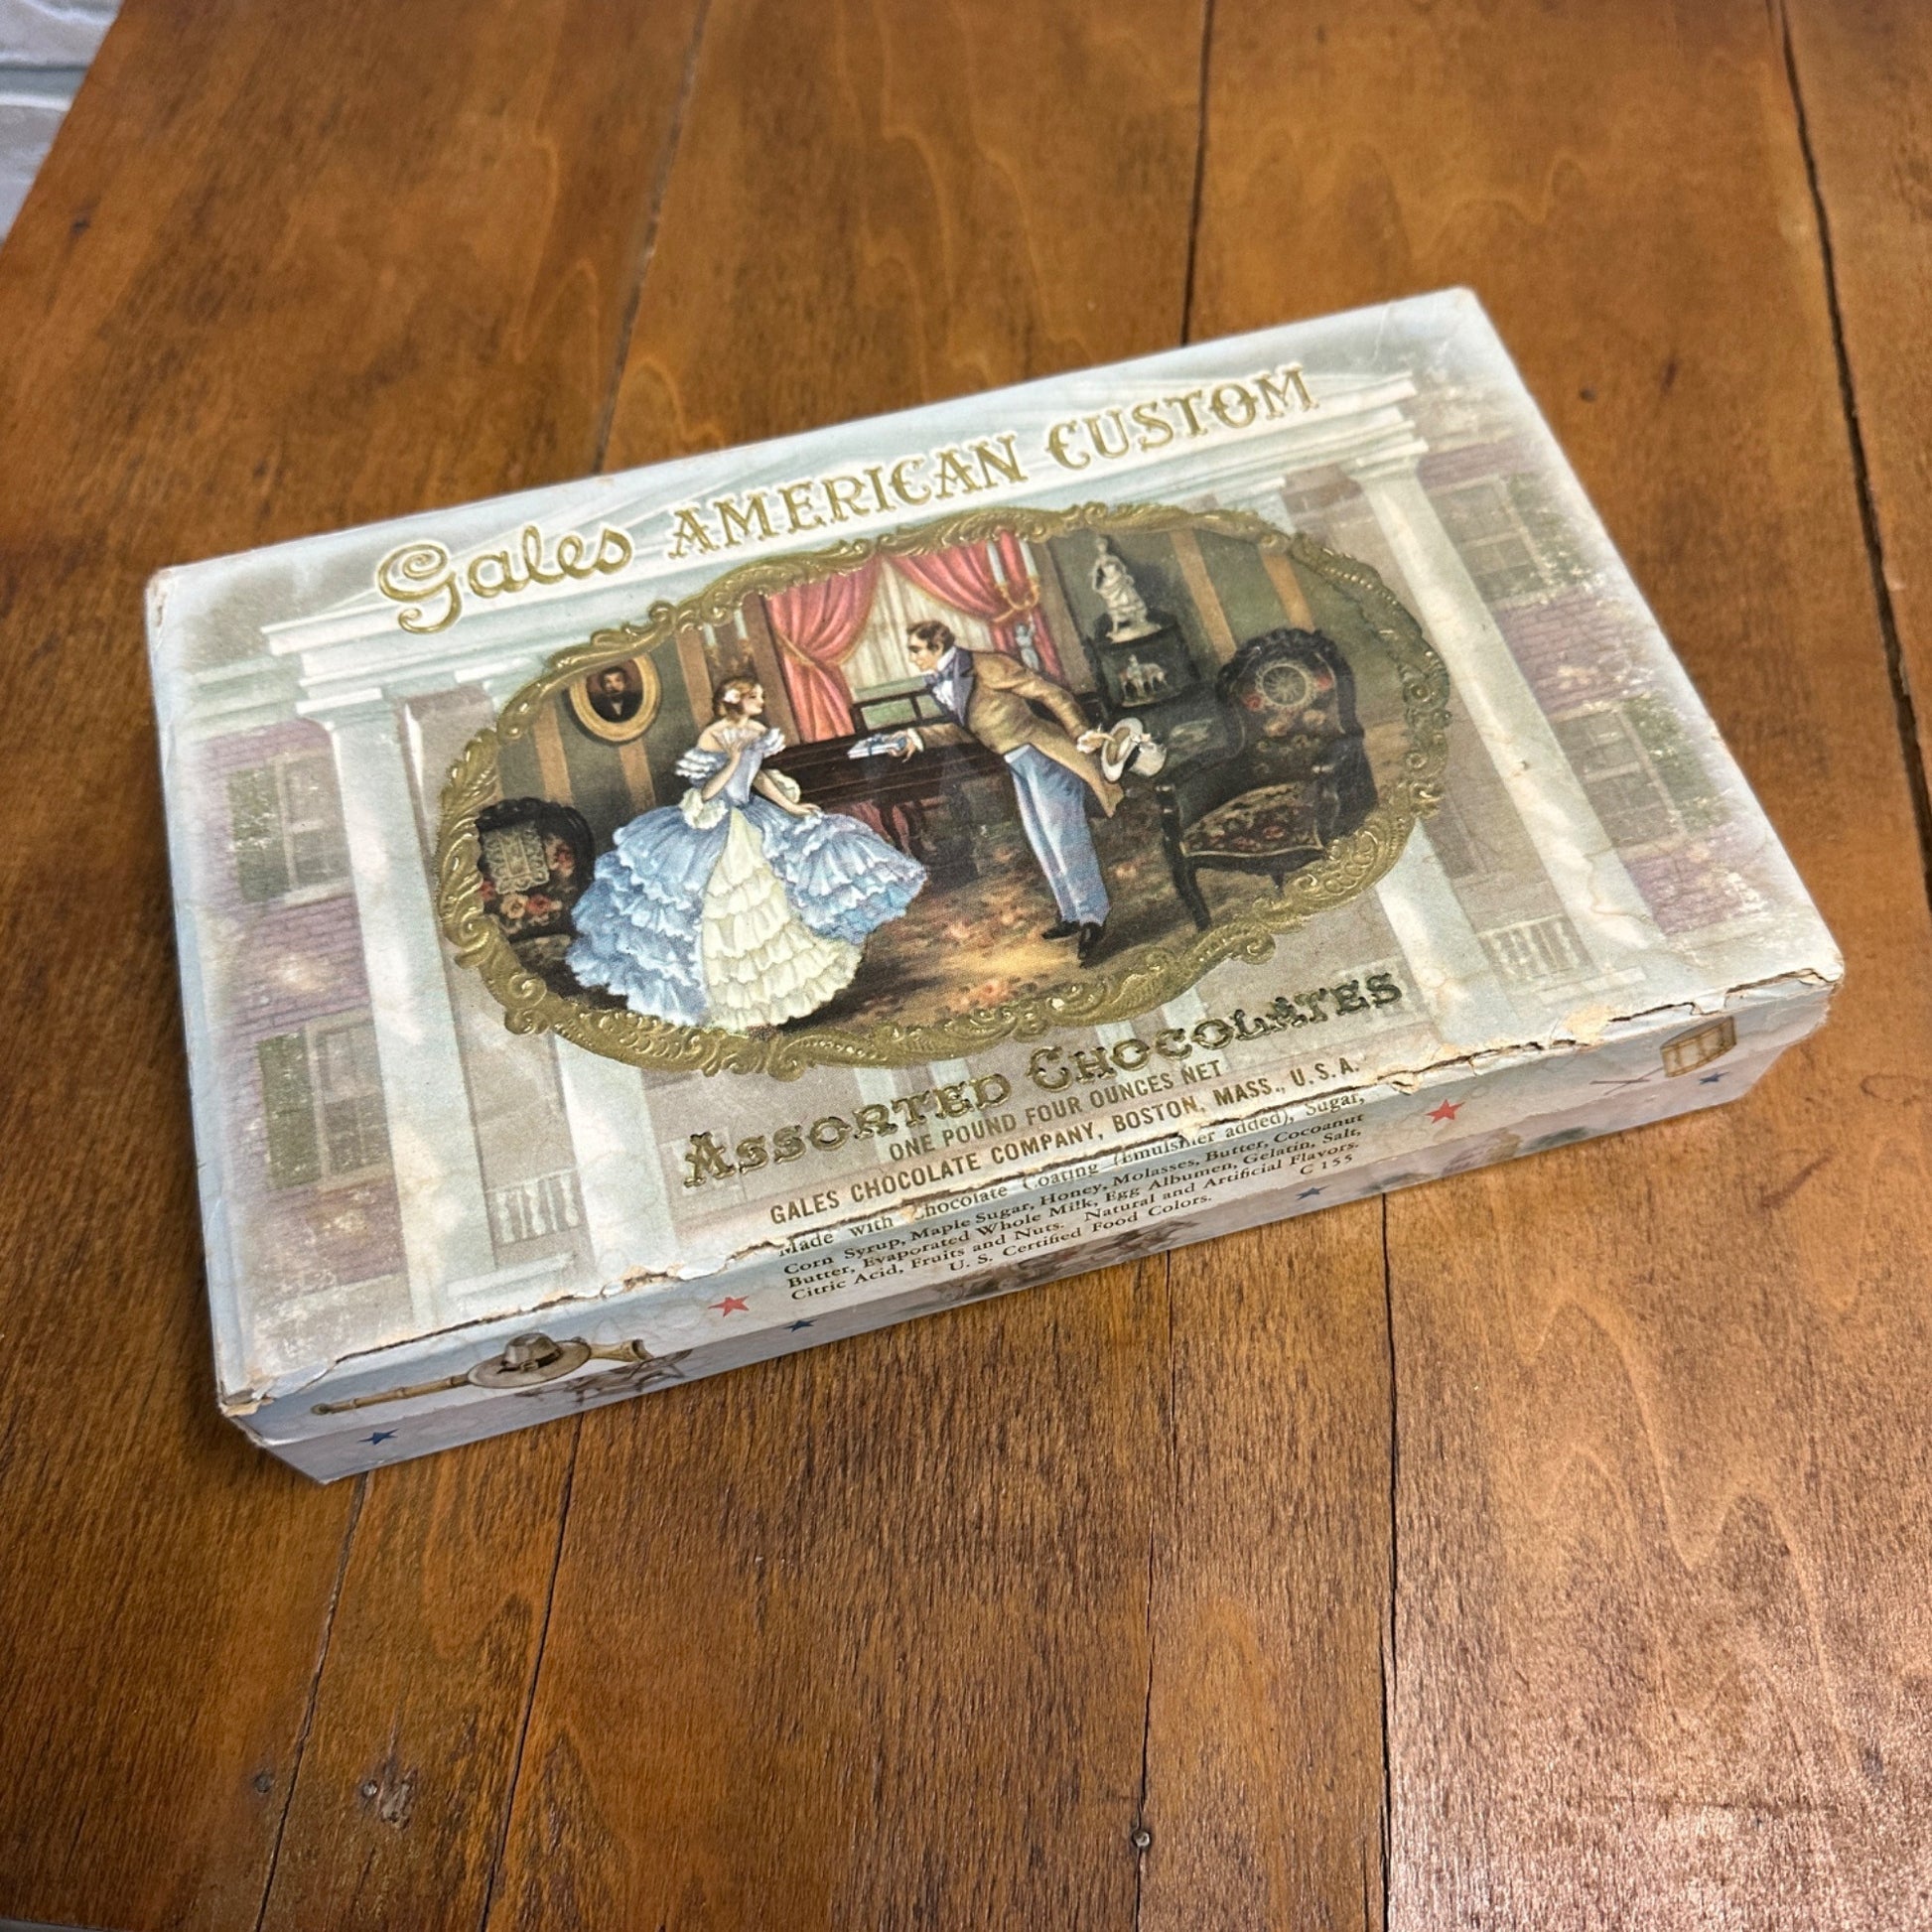 Gales AMERICAN CUSTOM
ASSORTED CHOCOLATES
ONE POUND FOUR OUNCES NET
GALES CHOCOLATE COMPANY, BOSTON, MASS., U.S.A.
Made with Chocolate Coating (Emulsifier added), Sugar,
Corn Syrup, Maple Sugar, Honey, Molasses, Butter, Cocoanut
Butter, Evaporated Whole Milk, Egg Albumen, Gelatin, Salt,
Citric Acid, Fruits and Nuts. Natural and Artificial Flavors.
U. S. Certified Food Colors. C 155